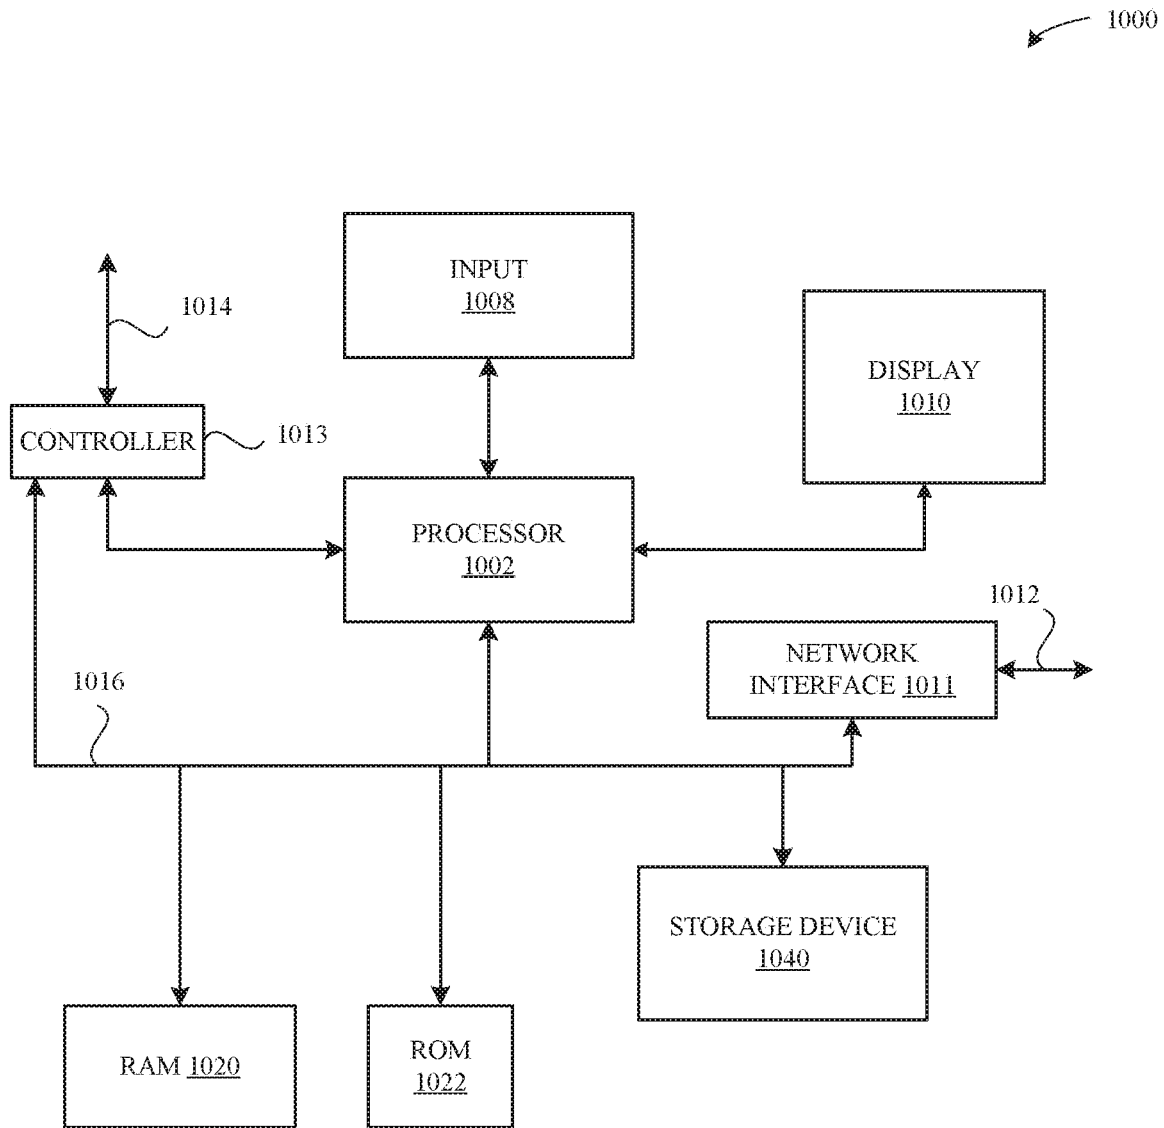 1000
INPUT
1008
1014
DISPLAY
1010
CONTROLLER
1013
PROCESSOR
1002
1012
NETWORK
INTERFACE 1011
1016
STORAGE DEVICE
1040
RAM 1020
ROM
1022